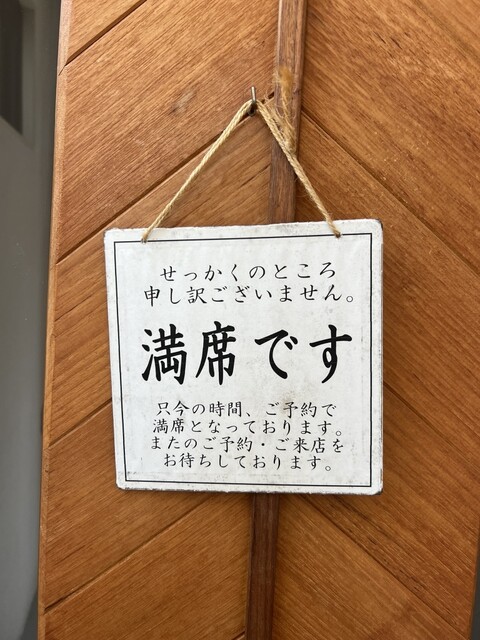 せっかくのところ
申し訳ございません。
満席です
只今の時間、ご予約で
満席となっております。
またのご予約・ご来店を
お待ちしております。